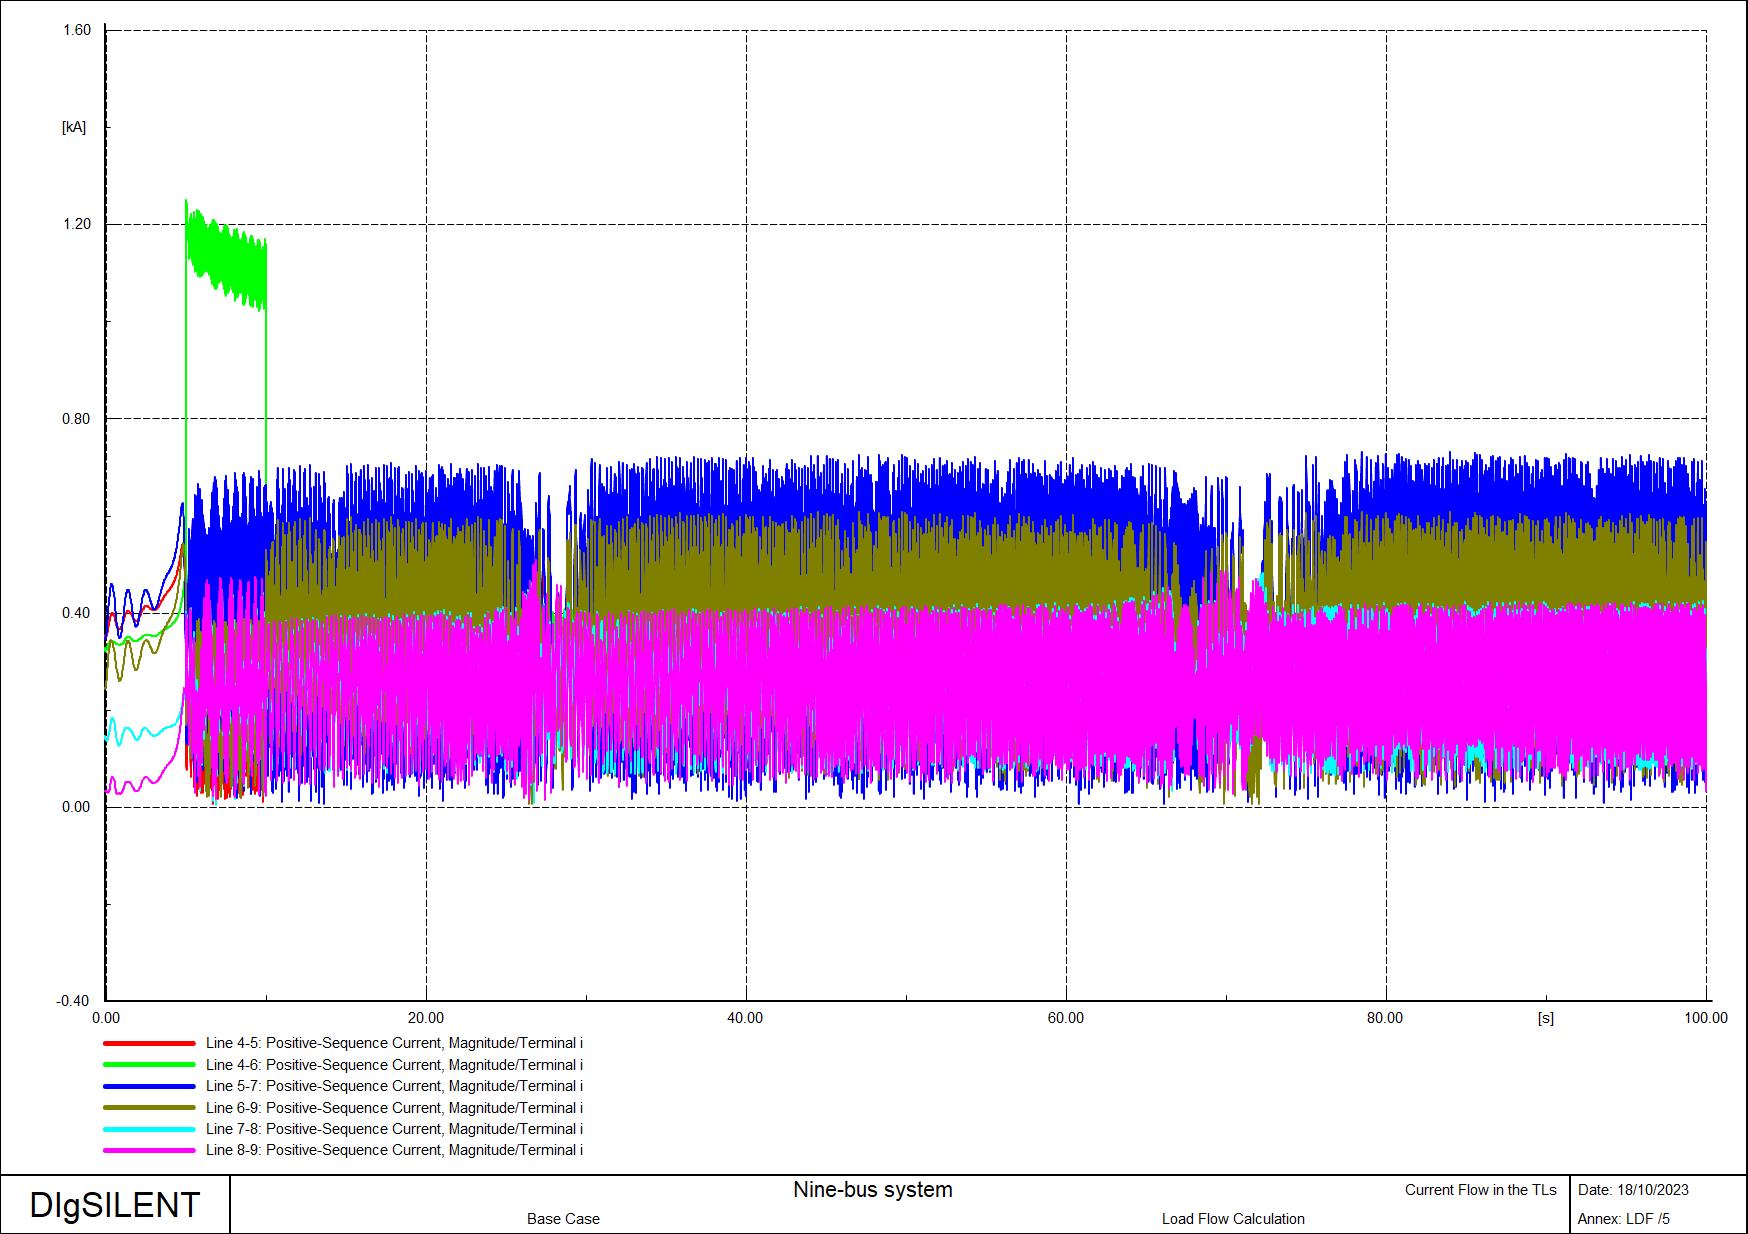 1.60
[kA]
1.20
0.80
0.40
0.00
-0.40
0.00 20.00 40.00 60.00 80.00 [s] 100.00
Line 4-5: Positive-Sequence Current, Magnitude/Terminal i
Line 4-6: Positive-Sequence Current, Magnitude/Terminal i
Line 5-7: Positive-Sequence Current, Magnitude/Terminal i
Line 6-9: Positive-Sequence Current, Magnitude/Terminal i
Line 7-8: Positive-Sequence Current, Magnitude/Terminal i
Line 8-9: Positive-Sequence Current, Magnitude/Terminal i
DIgSILENT
Nine-bus system
Base Case
Load Flow Calculation
Current Flow in the TLs
Date: 18/10/2023
Annex: LDF /5